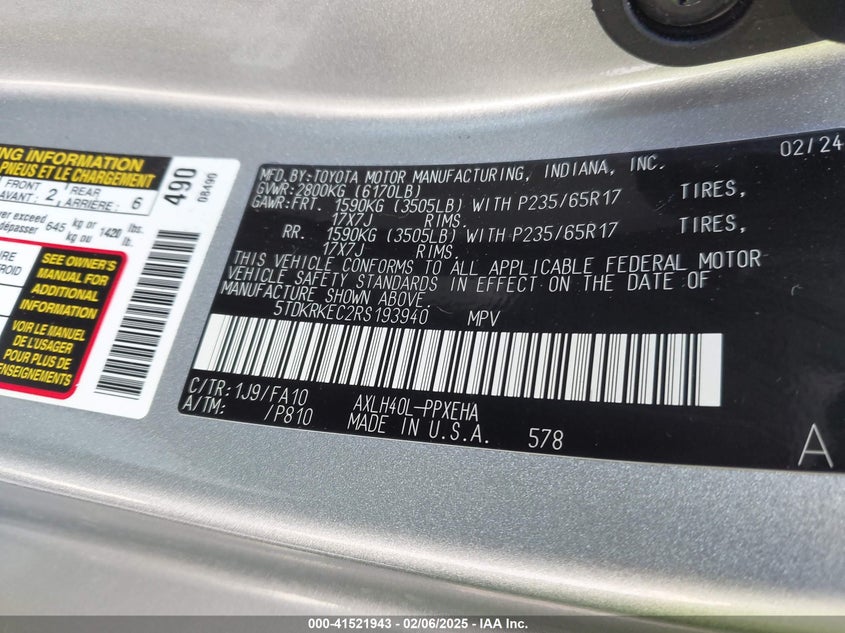 NG INFORMATION
PNEUS ET LE CHARGEMENT
FRONT
AVANT: 2 REAR
ARRIÈRE: 6
ver exceed
dépasser 645 kg or
kg ou 1420 lbs.
lb.
SEE OWNER'S
MANUAL FOR
ADDITIONAL
INFORMATION
VOIR LE MANUEL
DE L'USAGER
POUR PLUS DE
RENSEIGNEMENTS
490
08490
MFD.BY:TOYOTA MOTOR MANUFACTURING, INDIANA, INC. 02/24
GVWR:2800KG (6170LB)
GAWR:FRT. 1590KG (3505LB) WITH P235/65R17 TIRES,
17X7J RIMS.
RR. 1590KG (3505LB) WITH P235/65R17 TIRES,
17X7J RIMS.
THIS VEHICLE CONFORMS TO ALL APPLICABLE FEDERAL MOTOR
VEHICLE SAFETY STANDARDS IN EFFECT ON THE DATE OF
MANUFACTURE SHOWN ABOVE.
5TDKRKEC2RS193940 MPV
C/TR:1J9/FA10 AXLH40L-PPXEHA
A/TM: /P810 MADE IN U.S.A. 578
A
000-41521943 - 02/06/2025 - IAA Inc.